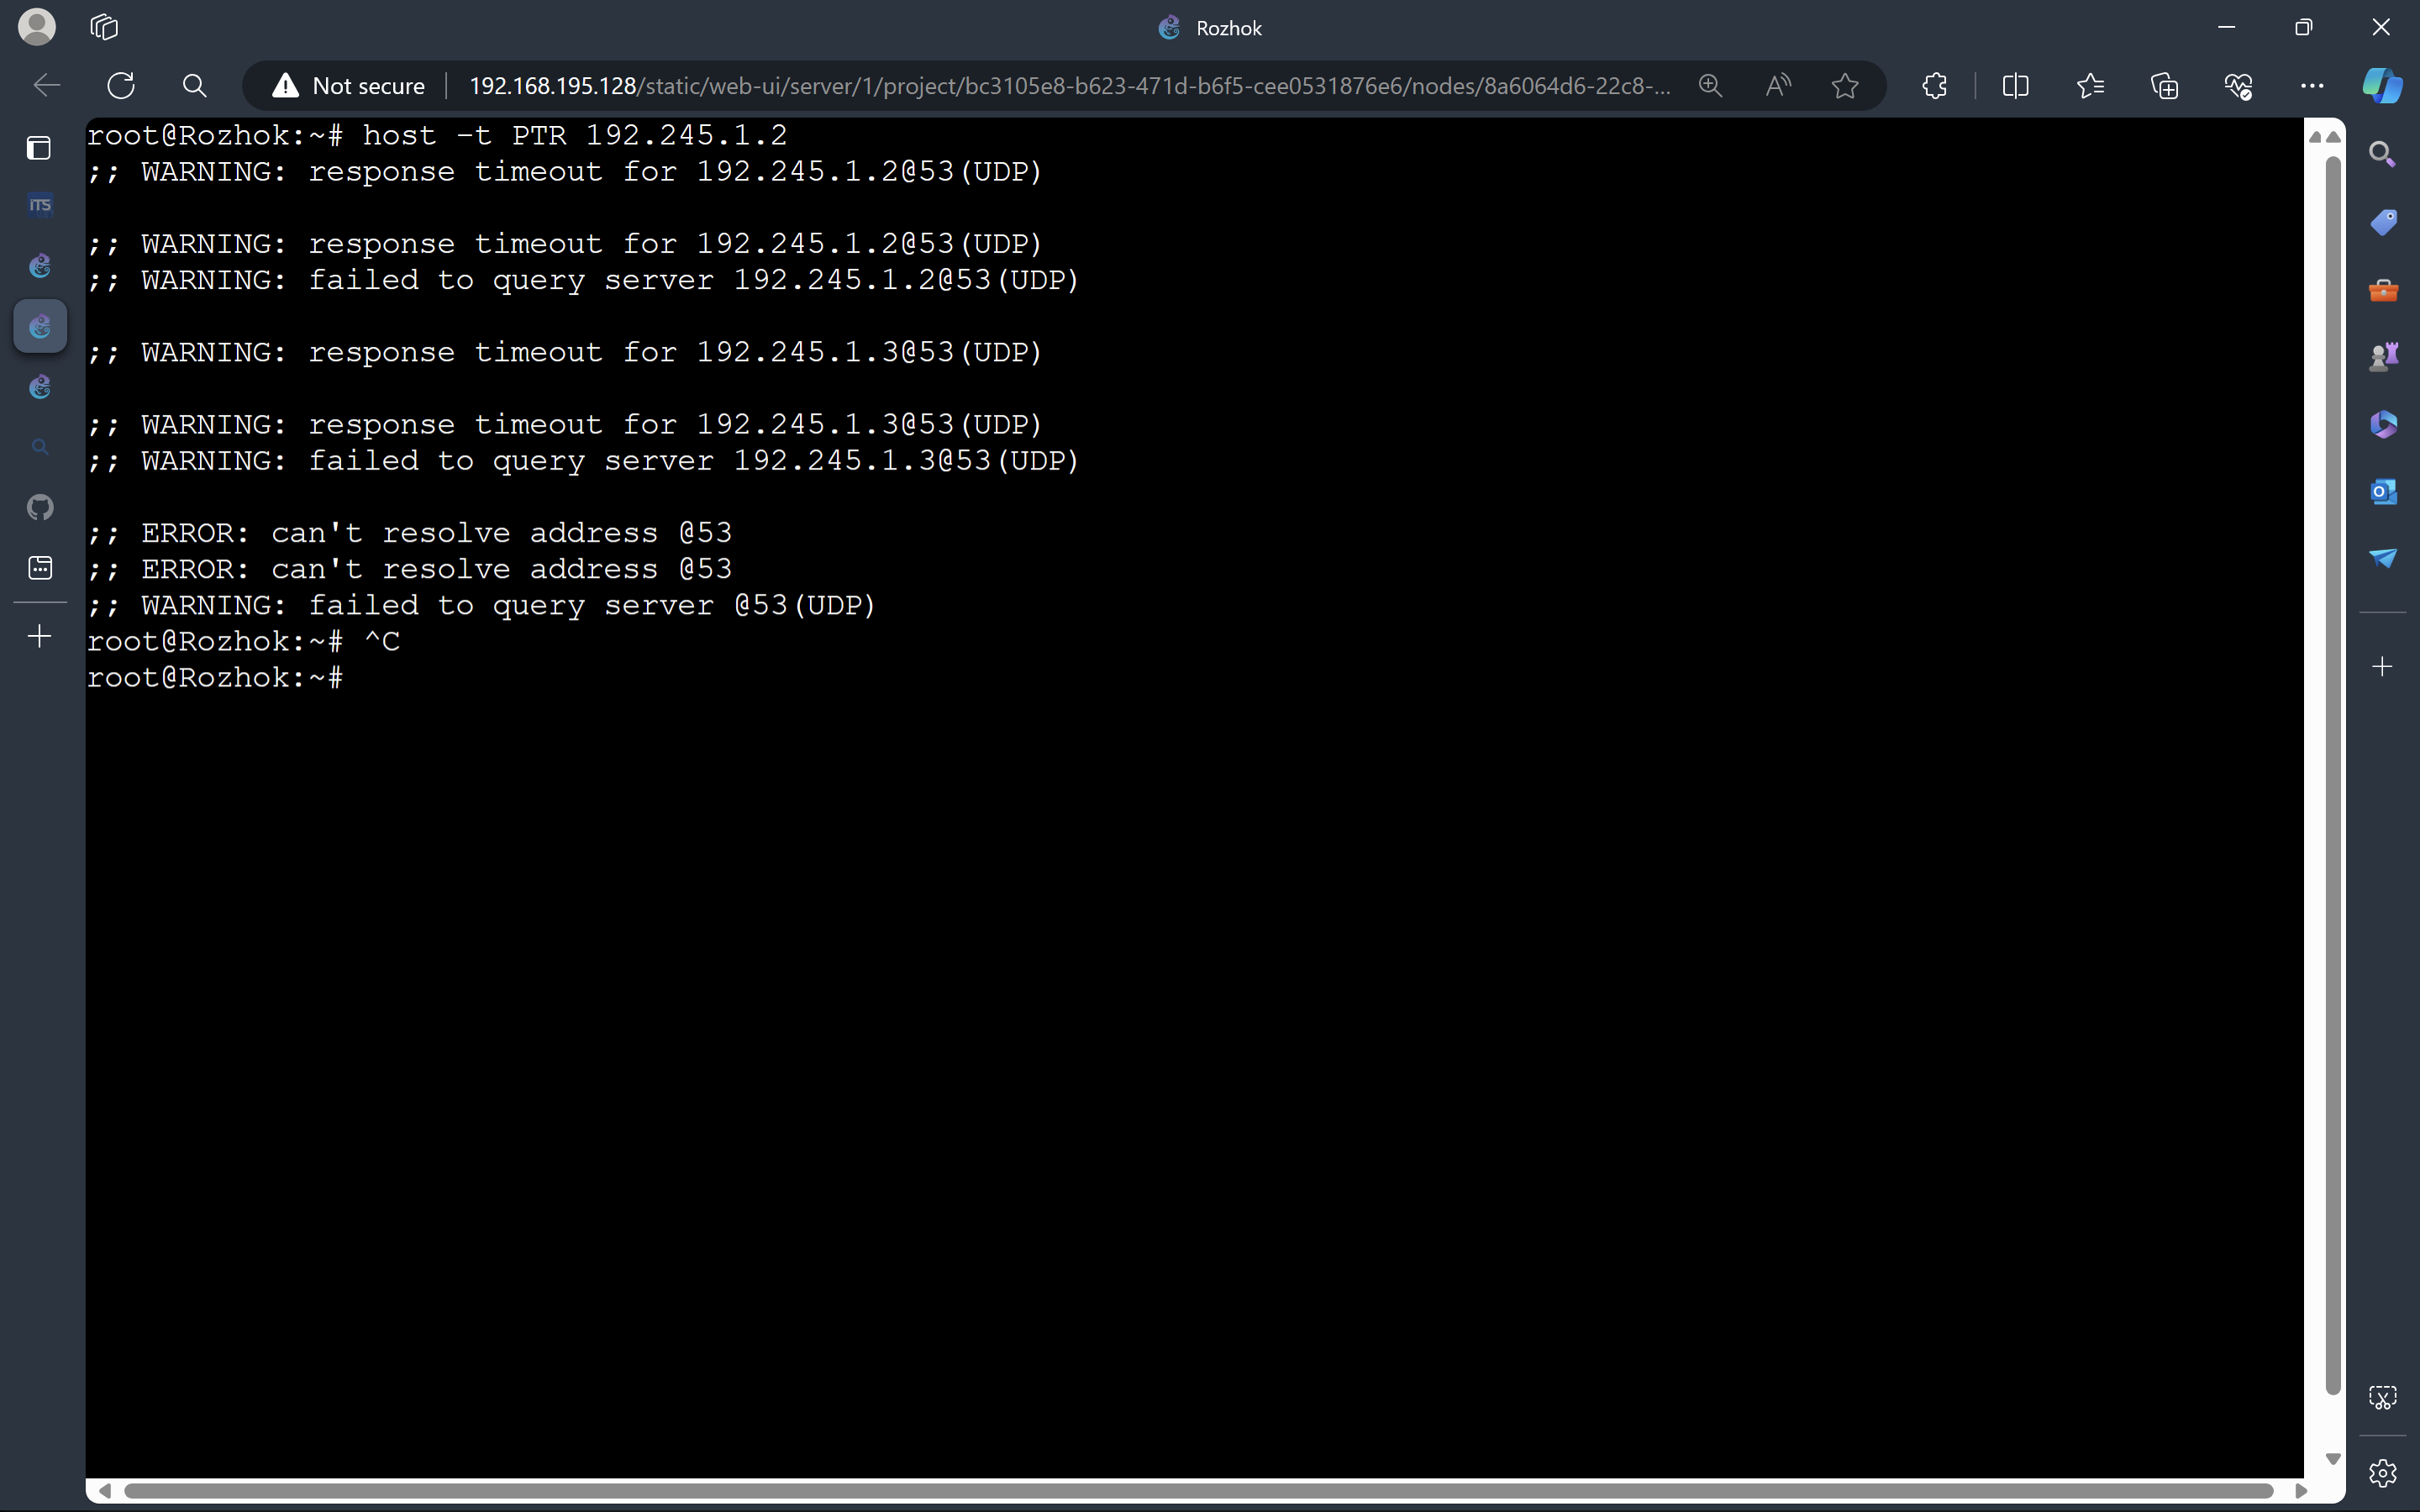 Rozhok
Not secure
192.168.195.128/static/web-ui/server/1/project/bc3105e8-b623-471d-b6f5-cee0531876e6/nodes/8a6064d6-22c8-...
ITS
root@Rozhok:~# host -t PTR 192.245.1.2
;; WARNING: response timeout for 192.245.1.2@53(UDP)
;; WARNING: response timeout for 192.245.1.2@53(UDP)
;; WARNING: failed to query server 192.245.1.2@53(UDP)
;; WARNING: response timeout for 192.245.1.3@53(UDP)
;; WARNING: response timeout for 192.245.1.3@53(UDP)
;; WARNING: failed to query server 192.245.1.3@53(UDP)
;; ERROR: can't resolve address @53
;; ERROR: can't resolve address @53
;; WARNING: failed to query server @53(UDP)
root@Rozhok:~# ^C
root@Rozhok:~#